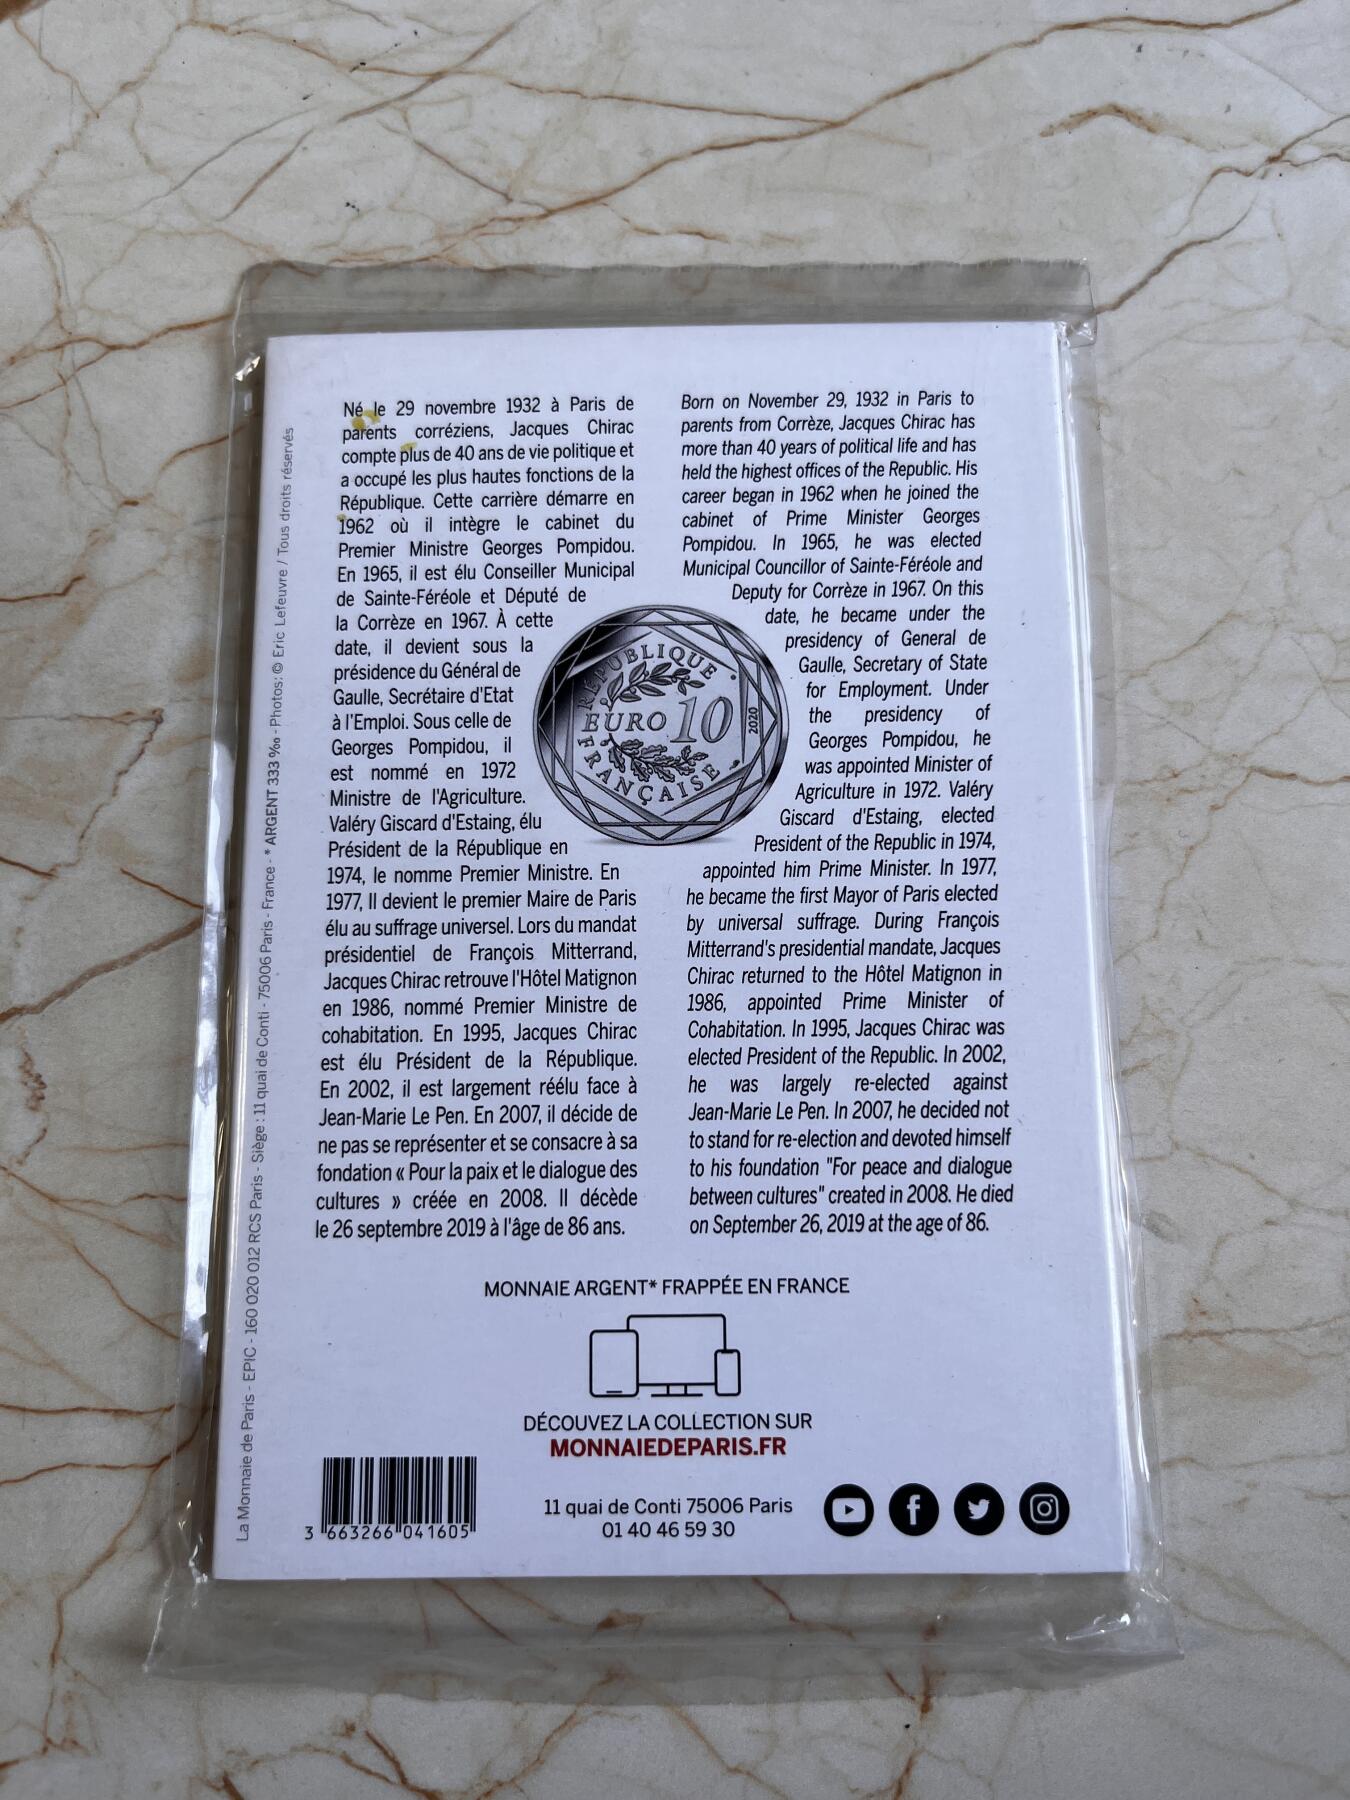 Né le 29 novembre 1932 à Paris de
parents corréziens, Jacques Chirac
compte plus de 40 ans de vie politique et
a occupé les plus hautes fonctions de la
République. Cette carrière démarre en
1962 où il intègre le cabinet du
Premier Ministre Georges Pompidou.
En 1965, il est élu Conseiller Municipal
de Sainte-Féréole et Député de
la Corrèze en 1967. À cette
date, il devient sous la
présidence du Général de
Gaulle, Secrétaire d'Etat
à l'Emploi. Sous celle de
Georges Pompidou, il
est nommé en 1972
Ministre de l'Agriculture.
Valéry Giscard d'Estaing, élu
Président de la République en
1974, le nomme Premier Ministre. En
1977, Il devient le premier Maire de Paris
élu au suffrage universel. Lors du mandat
présidentiel de François Mitterrand,
Jacques Chirac retrouve l'Hôtel Matignon
en 1986, nommé Premier Ministre de
cohabitation. En 1995, Jacques Chirac
est élu Président de la République.
En 2002, il est largement réélu face à
Jean-Marie Le Pen. En 2007, il décide de
ne pas se représenter et se consacre à sa
fondation « Pour la paix et le dialogue des
cultures » créée en 2008. Il décède
le 26 septembre 2019 à l'âge de 86 ans.
Born on November 29, 1932 in Paris to
parents from Corrèze, Jacques Chirac has
more than 40 years of political life and has
held the highest offices of the Republic. His
career began in 1962 when he joined the
cabinet of Prime Minister Georges
Pompidou. In 1965, he was elected
Municipal Councillor of Sainte-Féréole and
Deputy for Corrèze in 1967. On this
date, he became under the
presidency of General de
Gaulle, Secretary of State
for Employment. Under
the presidency of
Georges Pompidou, he
was appointed Minister of
Agriculture in 1972. Valéry
Giscard d'Estaing, elected
President of the Republic in 1974,
appointed him Prime Minister. In 1977,
he became the first Mayor of Paris elected
by universal suffrage. During François
Mitterrand's presidential mandate, Jacques
Chirac returned to the Hôtel Matignon in
1986, appointed Prime Minister of
Cohabitation. In 1995, Jacques Chirac was
elected President of the Republic. In 2002,
he was largely re-elected against
Jean-Marie Le Pen. In 2007, he decided not
to stand for re-election and devoted himself
to his foundation "For peace and dialogue
between cultures" created in 2008. He died
on September 26, 2019 at the age of 86.
RÉPUBLIQUE
EURO 10
2020
FRANÇAISE
MONNAIE ARGENT* FRAPPÉE EN FRANCE
DÉCOUVEZ LA COLLECTION SUR
MONNAIEDEPARIS.FR
11 quai de Conti 75006 Paris
01 40 46 59 30
3 663266 041605
La Monnaie de Paris - EPIC - 160 020 012 RCS Paris - Siège : 11 quai de Conti - 75006 Paris - France - * ARGENT 333 ‰ - Photos: © Eric Lefeuvre / Tous droits réservés